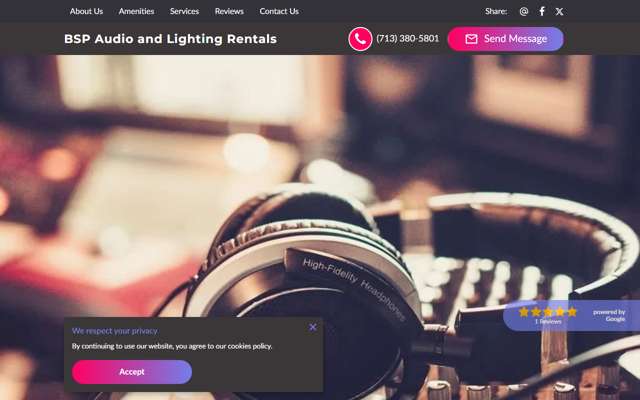 About Us Amenities Services Reviews Contact Us Share:
BSP Audio and Lighting Rentals (713) 380-5801 Send Message
High-Fidelity Headphones
powered by
Google
1 Reviews
We respect your privacy
By continuing to use our website, you agree to our cookies policy.
Accept